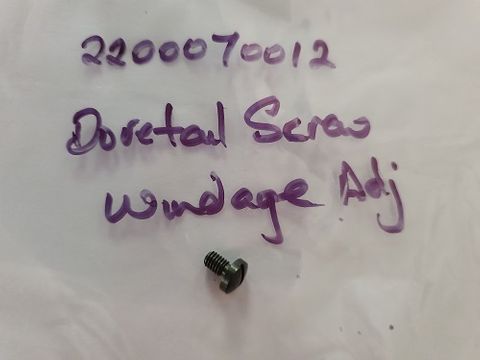 2200070012
Dovetail Screw
Windage Adj